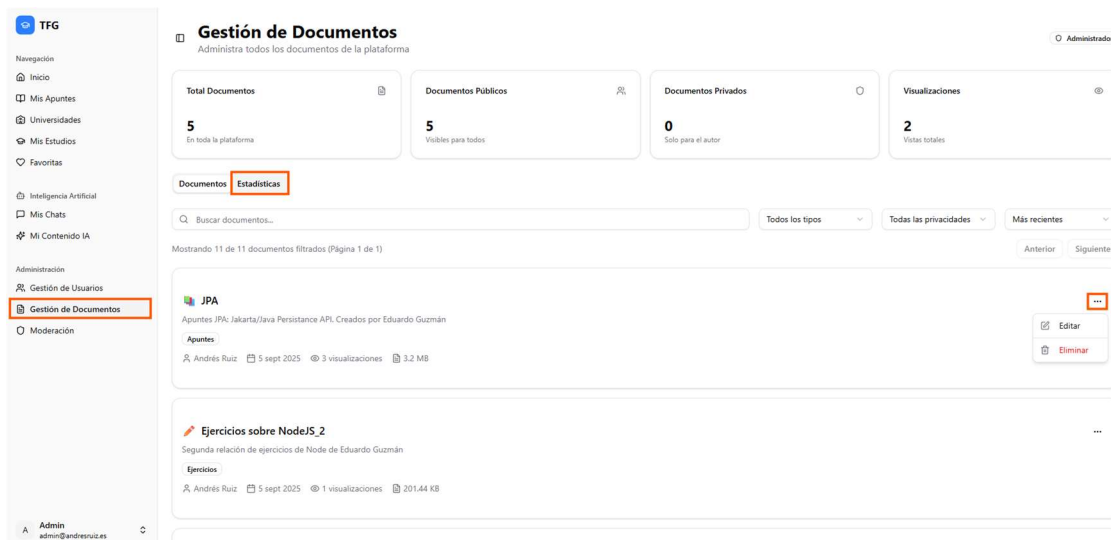 TFG
Navegación
Inicio
Mis Apuntes
Universidades
Mis Estudios
Favoritas
Inteligencia Artificial
Mis Chats
Mi Contenido IA
Administración
Gestión de Usuarios
Gestión de Documentos
Moderación
A Admin
admin@andresruiz.es
Gestión de Documentos
Administra todos los documentos de la plataforma
Administrador
Total Documentos
5
En toda la plataforma
Documentos Públicos
5
Visibles para todos
Documentos Privados
0
Solo para el autor
Visualizaciones
2
Vistas totales
Documentos Estadísticas
Buscar documentos... Todos los tipos Todas las privacidades Más recientes
Mostrando 11 de 11 documentos filtrados (Página 1 de 1) Anterior Siguiente
JPA ...
Apuntes JPA: Jakarta/Java Persistance API. Creados por Eduardo Guzmán
Apuntes
Andrés Ruiz 5 sept 2025 3 visualizaciones 3.2 MB
Editar
Eliminar
Ejercicios sobre NodeJS_2 ...
Segunda relación de ejercicios de Node de Eduardo Guzmán
Ejercicios
Andrés Ruiz 5 sept 2025 1 visualizaciones 201.44 KB